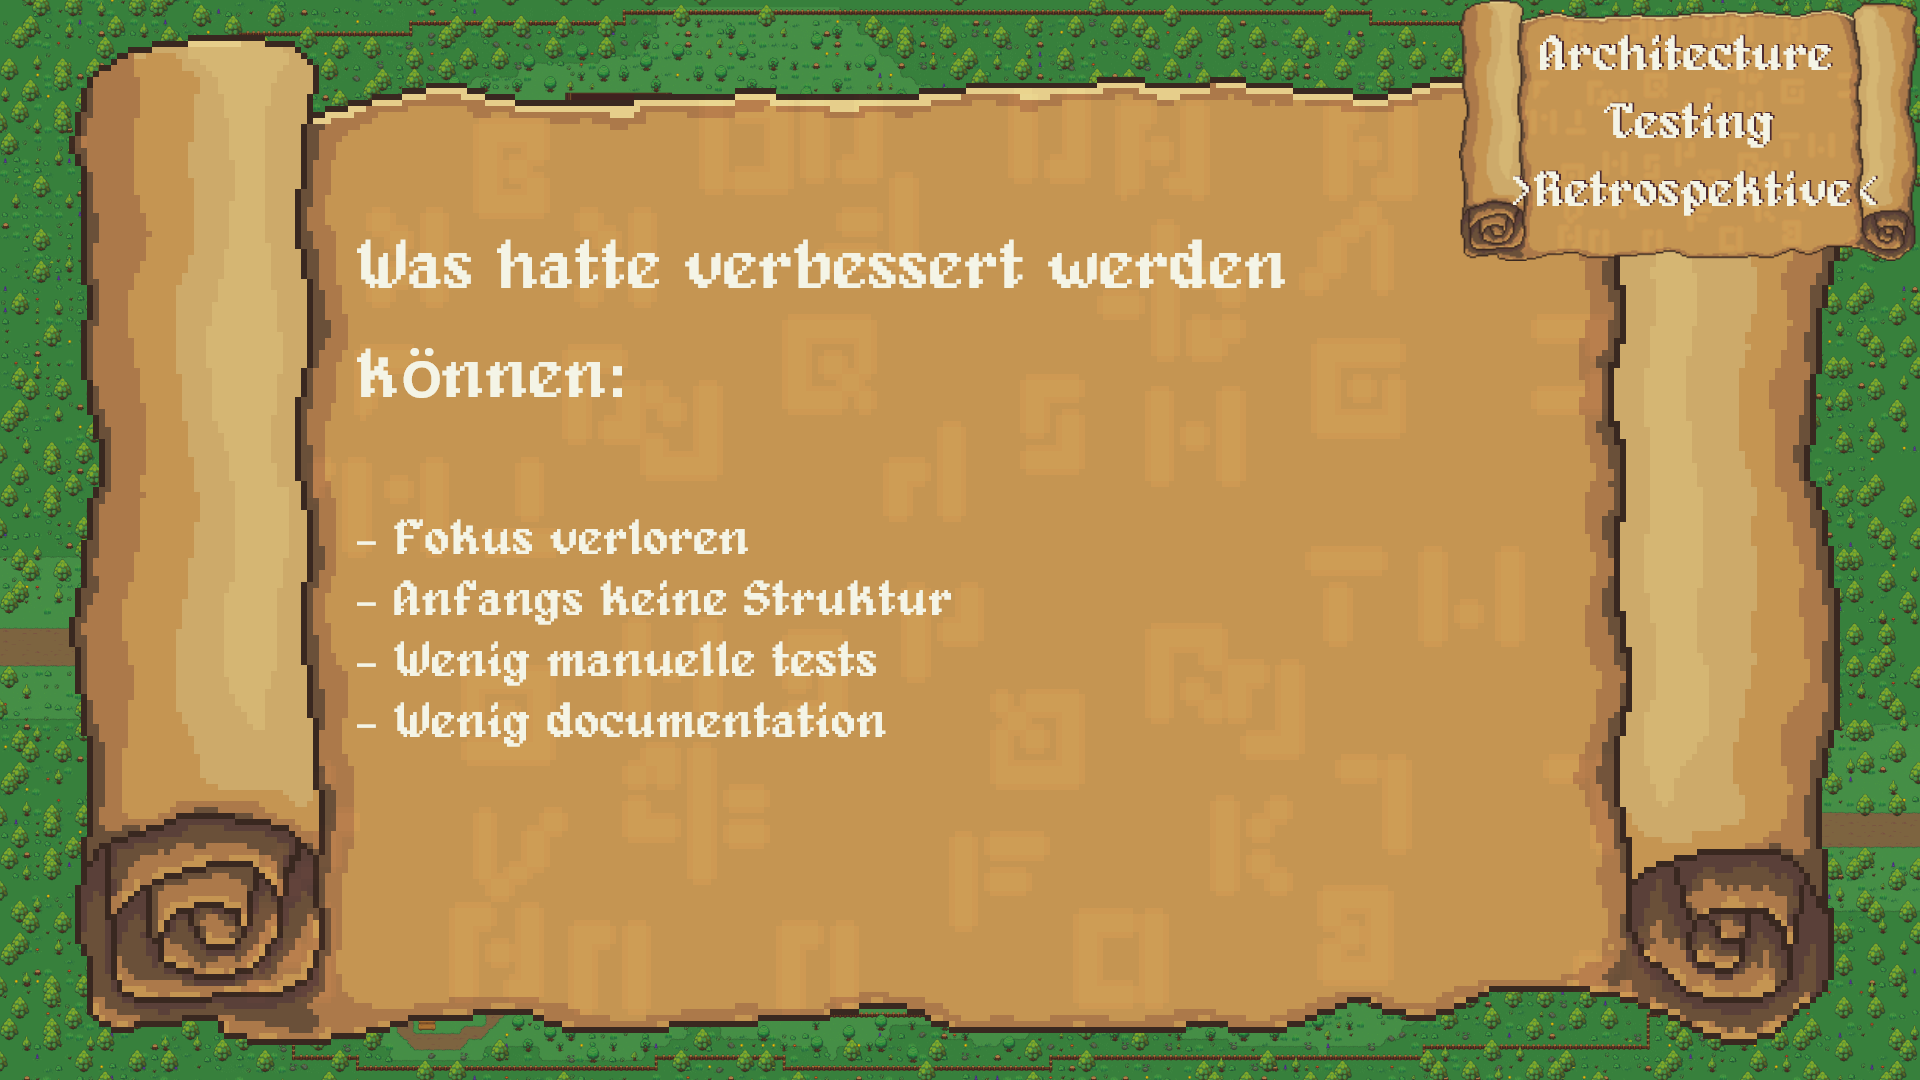 Architecture
Testing
>Retrospektive<
Was hatte verbessert werden
können:
- Fokus verloren
- Anfangs keine Struktur
- Wenig manuelle tests
- Wenig documentation